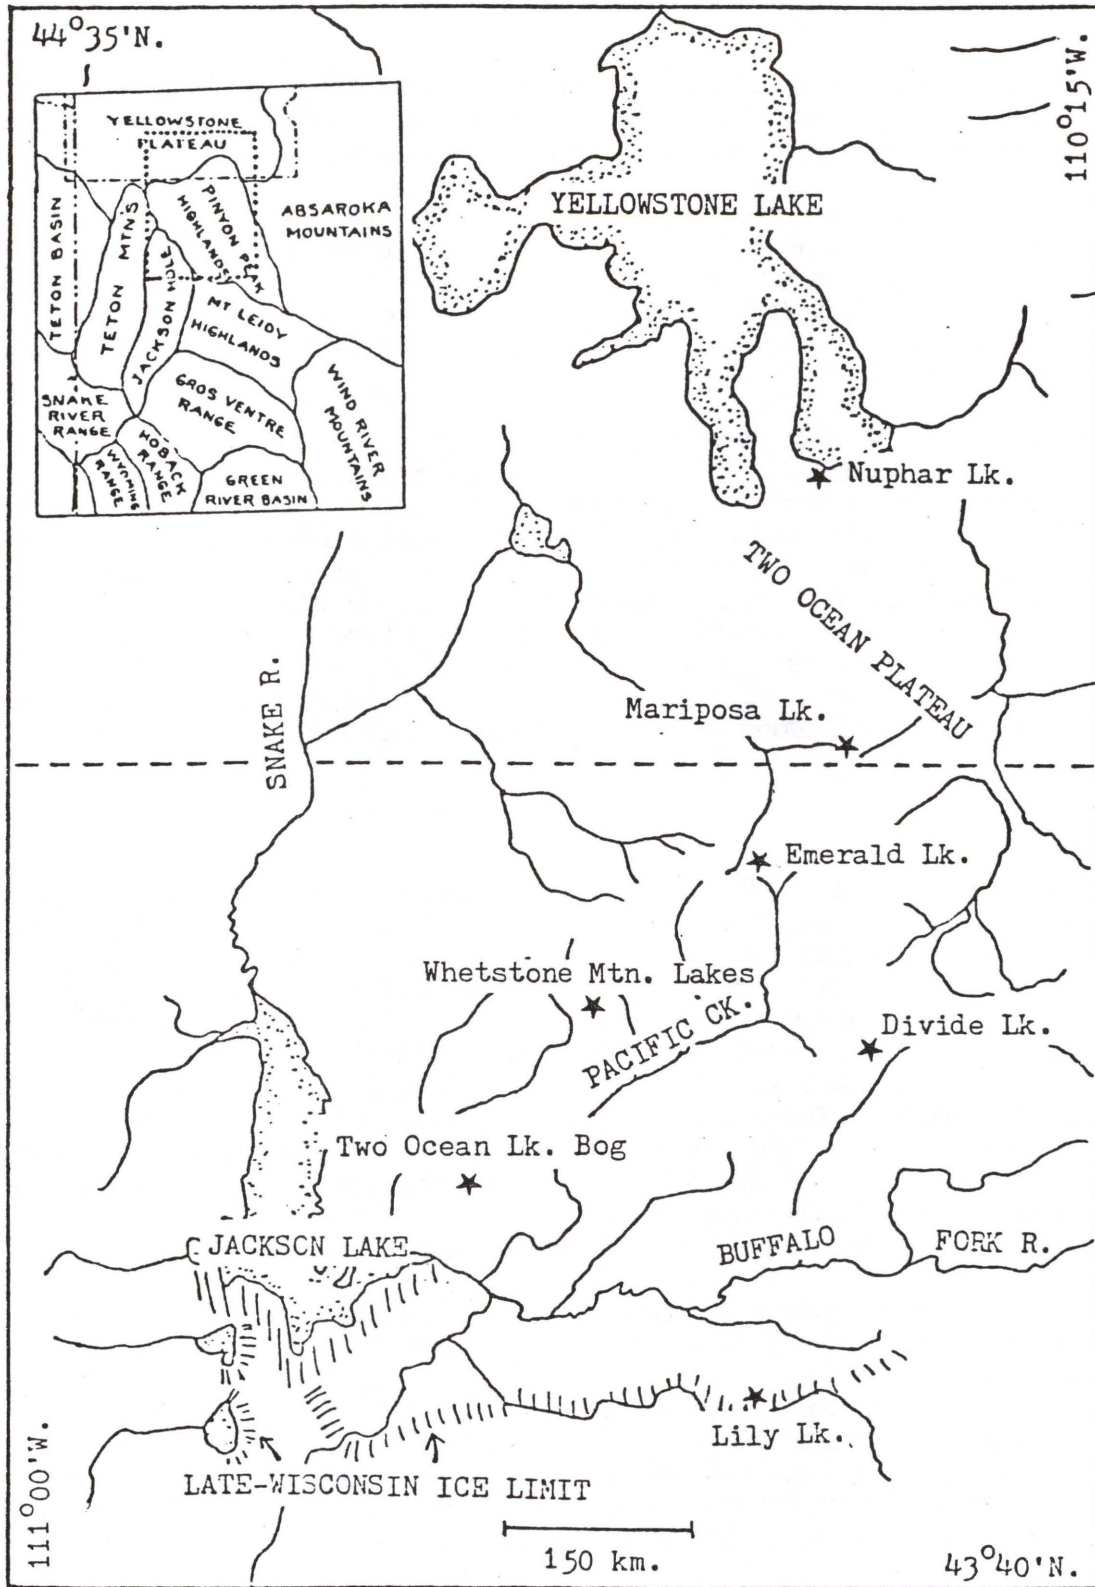 44°35'N.
110°15'W.
YELLOWSTONE
PLATEAU
TETON BASIN
TETON MTNS
JACKSON HOLE
PINYON PEAK
HIGHLANDS
ABSAROKA
MOUNTAINS
MT LEIDY
HIGHLANDS
GROS VENTRE
RANGE
WIND RIVER
MOUNTAINS
SNAKE
RIVER
RANGE
WYOMING
RANGE
HOBACK
RANGE
GREEN
RIVER BASIN
YELLOWSTONE LAKE
Nuphar Lk.
TWO OCEAN PLATEAU
SNAKE R.
Mariposa Lk.
Emerald Lk.
Whetstone Mtn. Lakes
PACIFIC CK.
Divide Lk.
Two Ocean Lk. Bog
JACKSCN LAKE
BUFFALO
FORK R.
Lily Lk.
LATE-WISCONSIN ICE LIMIT
111°00'W.
150 km.
43°40'N.